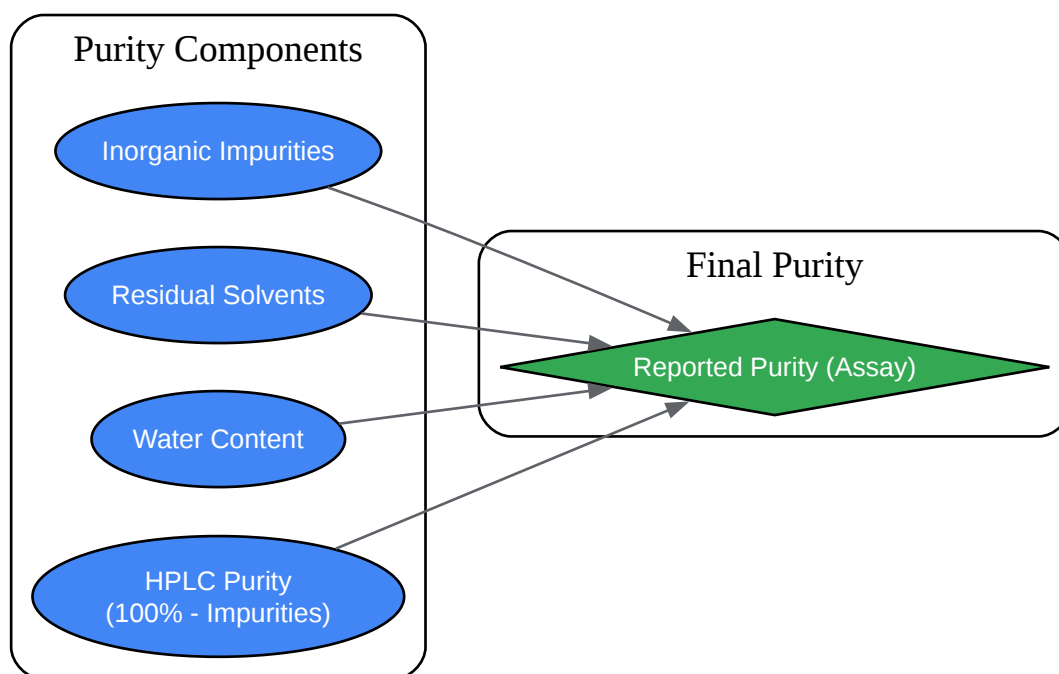 Purity Components
Inorganic Impurities
Residual Solvents
Water Content
HPLC Purity
(100% - Impurities)
Final Purity
Reported Purity (Assay)